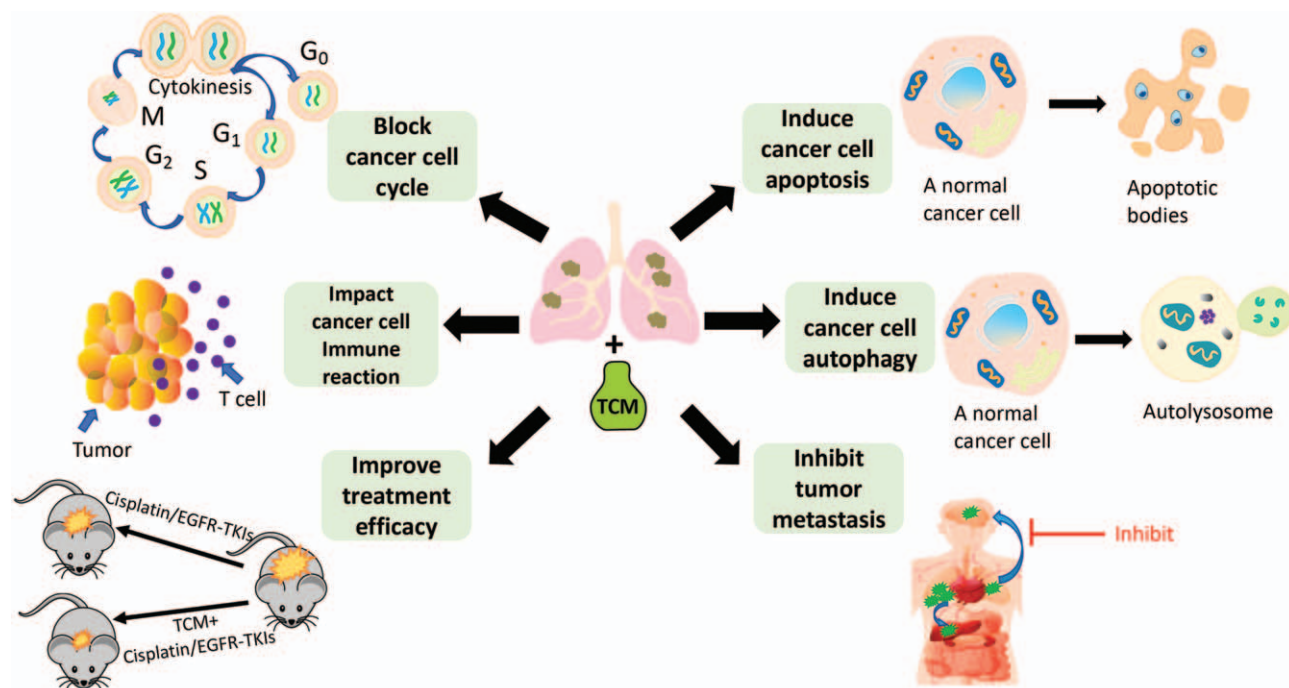 G₀
Cytokinesis
M
G₁
G₂
S
Block
cancer cell
cycle
Induce
cancer cell
apoptosis
A normal
cancer cell
Apoptotic
bodies
Impact
cancer cell
Immune
reaction
T cell
Tumor
+
TCM
Induce
cancer cell
autophagy
A normal
cancer cell
Autolysosome
Improve
treatment
efficacy
Cisplatin/EGFR-TKIs
TCM+
Cisplatin/EGFR-TKIs
Inhibit
tumor
metastasis
Inhibit